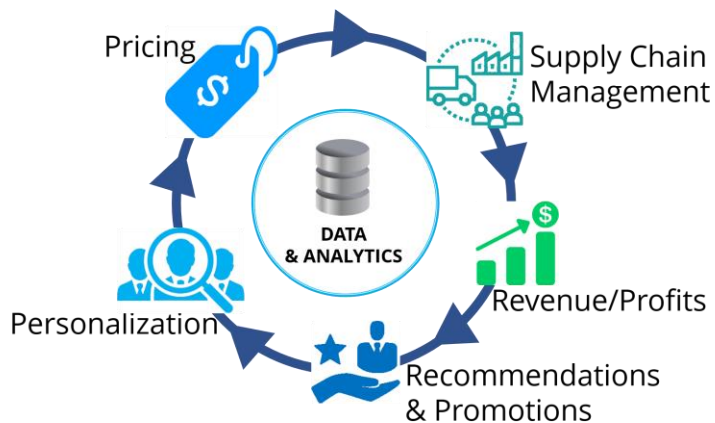 Pricing
$
Supply Chain
Management
$
DATA
& ANALYTICS
Revenue/Profits
Personalization
Recommendations
& Promotions